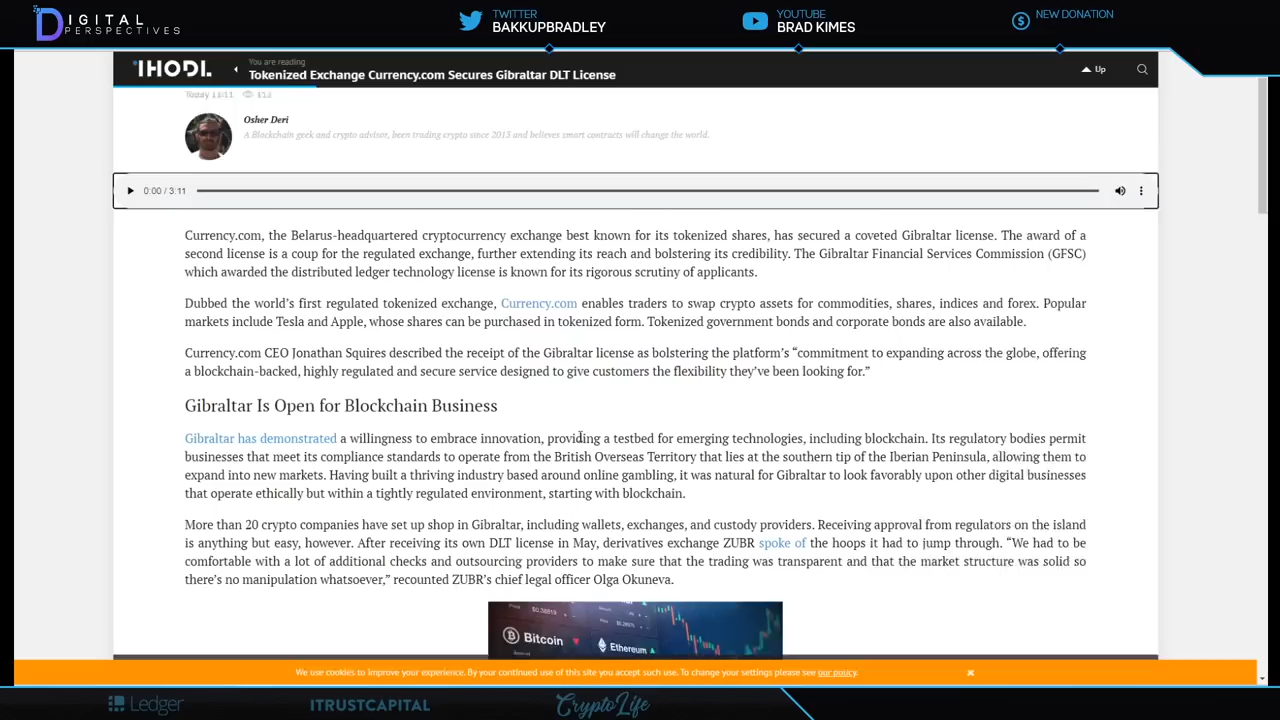 DIGITAL PERSPECTIVES
TWITTER
BAKKUPBRADLEY
YOUTUBE
BRAD KIMES
NEW DONATION
IHODL
You are reading
Tokenized Exchange Currency.com Secures Gibraltar DLT License
Up
Osher Deri
A Blockchain geek and crypto advisor, been trading crypto since 2013 and believes smart contracts will change the world.
0:00 / 3:11
Currency.com, the Belarus-headquartered cryptocurrency exchange best known for its tokenized shares, has secured a coveted Gibraltar license. The award of a
second license is a coup for the regulated exchange, further extending its reach and bolstering its credibility. The Gibraltar Financial Services Commission (GFSC)
which awarded the distributed ledger technology license is known for its rigorous scrutiny of applicants.
Dubbed the world's first regulated tokenized exchange, Currency.com enables traders to swap crypto assets for commodities, shares, indices and forex. Popular
markets include Tesla and Apple, whose shares can be purchased in tokenized form. Tokenized government bonds and corporate bonds are also available.
Currency.com CEO Jonathan Squires described the receipt of the Gibraltar license as bolstering the platform's “commitment to expanding across the globe, offering
a blockchain-backed, highly regulated and secure service designed to give customers the flexibility they've been looking for.”
Gibraltar Is Open for Blockchain Business
Gibraltar has demonstrated a willingness to embrace innovation, providing a testbed for emerging technologies, including blockchain. Its regulatory bodies permit
businesses that meet its compliance standards to operate from the British Overseas Territory that lies at the southern tip of the Iberian Peninsula, allowing them to
expand into new markets. Having built a thriving industry based around online gambling, it was natural for Gibraltar to look favorably upon other digital businesses
that operate ethically but within a tightly regulated environment, starting with blockchain.
More than 20 crypto companies have set up shop in Gibraltar, including wallets, exchanges, and custody providers. Receiving approval from regulators on the island
is anything but easy, however. After receiving its own DLT license in May, derivatives exchange ZUBR spoke of the hoops it had to jump through. “We had to be
comfortable with a lot of additional checks and outsourcing providers to make sure that the trading was transparent and that the market structure was solid so
there's no manipulation whatsoever,” recounted ZUBR's chief legal officer Olga Okuneva.
Bitcoin
Ethereum
We use cookies to improve your experience. By your continued use of this site you accept such use. To change your settings please see our policy.
Ledger
ITRUSTCAPITAL
CryptoLife